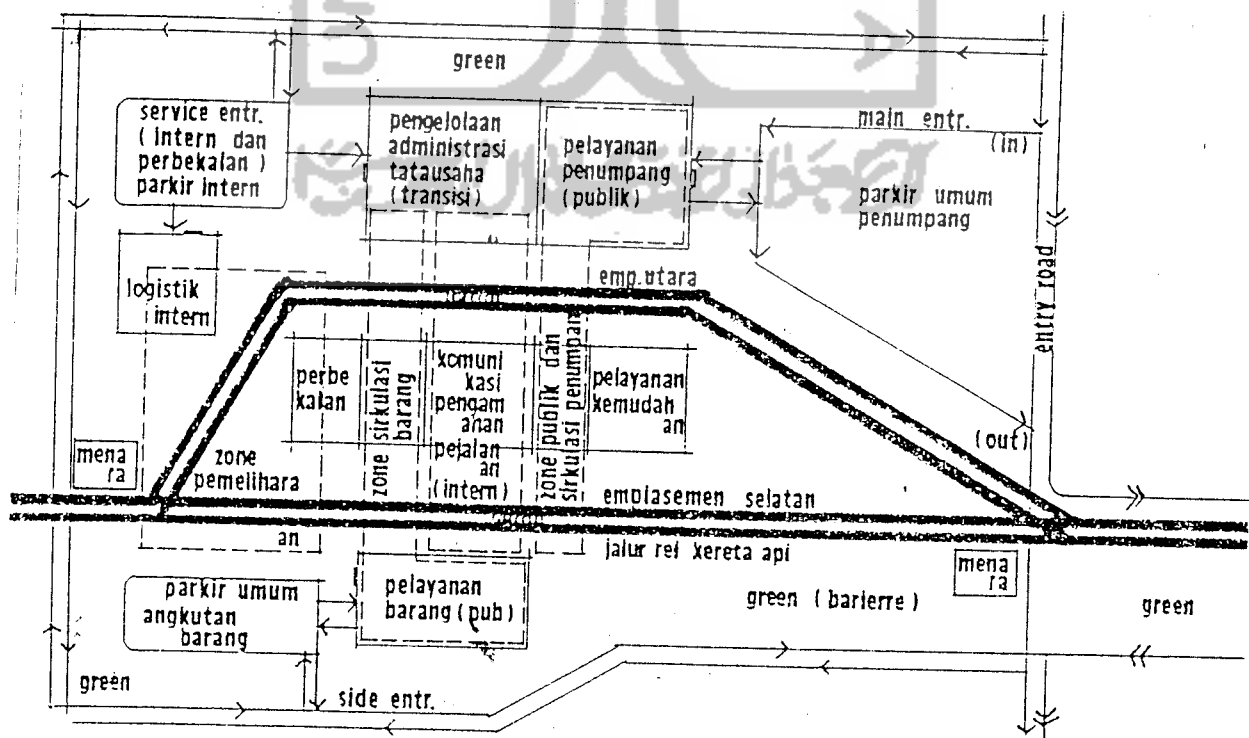 green
service entr.
( intern dan
perbekalan )
parkir intern
pengelolaan
administrasi
tatausaha
( transisi )
pelayanan
penumpang
(publik)
main entr.
(in)
parkir umum
penumpang
entry road
logistik
intern
emp.utara
perbe
kalan
zone sirkulasi
barang
komuni
kasi
pengam
anan
pejalan
an
(intern)
zone publik dan
sirkulasi penumpan
pelayanan
kemudah
an
(out)
mena
ra
zone
pemelihara
an
emplasemen selatan
jalur rel kereta api
mena
ra
parkir umum
angkutan
barang
pelayanan
barang (pub)
green ( barierre )
green
green
side entr.